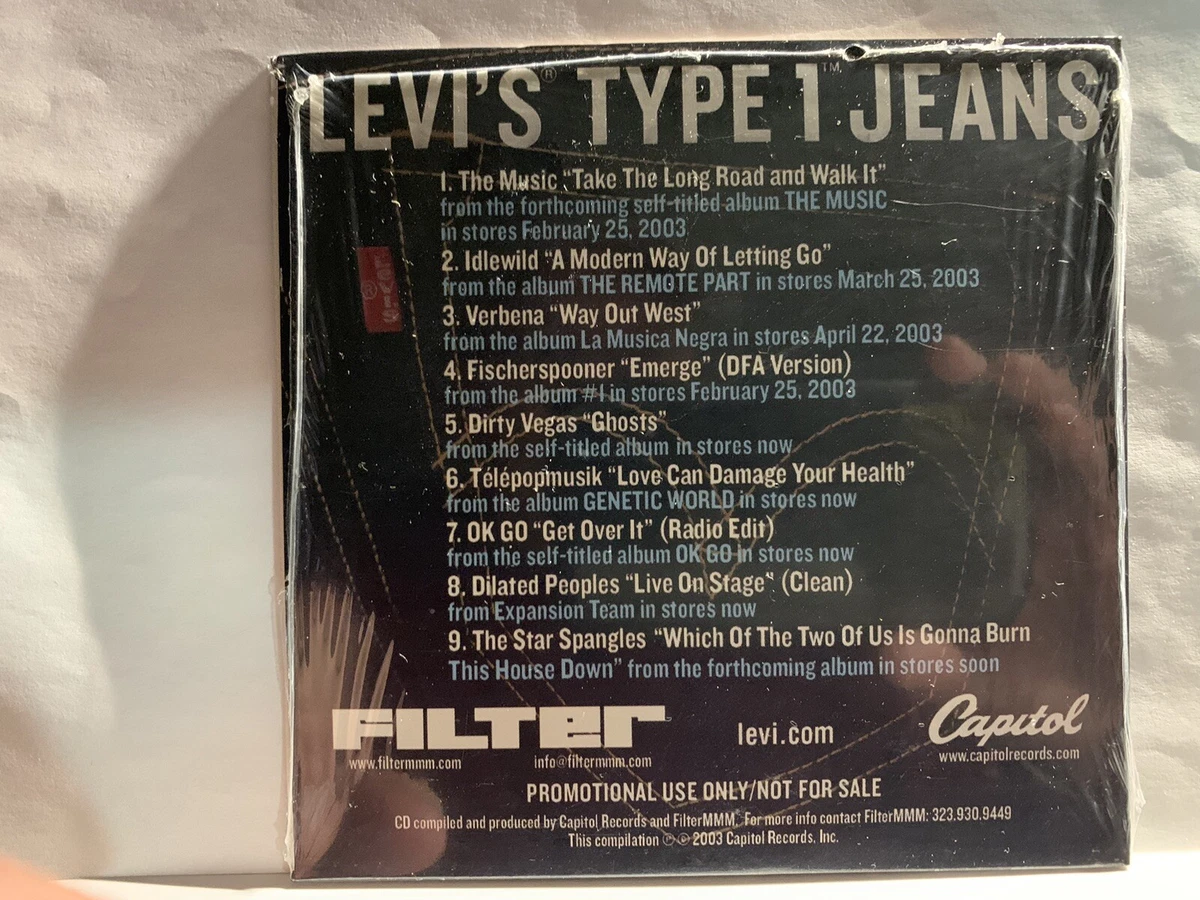 LEVI'S® TYPE 1™ JEANS
1. The Music "Take The Long Road and Walk It"
from the forthcoming self-titled album THE MUSIC
in stores February 25, 2003
2. Idlewild "A Modern Way Of Letting Go"
from the album THE REMOTE PART in stores March 25, 2003
3. Verbena "Way Out West"
from the album La Musica Negra in stores April 22, 2003
4. Fischerspooner "Emerge" (DFA Version)
from the album #1 in stores February 25, 2003
5. Dirty Vegas "Ghosts"
from the self-titled album in stores now
6. Télépopmusik "Love Can Damage Your Health"
from the album GENETIC WORLD in stores now
7. OK GO "Get Over It" (Radio Edit)
from the self-titled album OK GO in stores now
8. Dilated Peoples "Live On Stage" (Clean)
from Expansion Team in stores now
9. The Star Spangles "Which Of The Two Of Us Is Gonna Burn
This House Down" from the forthcoming album in stores soon
FILTER
www.filtermmm.com info@filtermmm.com
levi.com
Capitol
www.capitolrecords.com
PROMOTIONAL USE ONLY/NOT FOR SALE
CD compiled and produced by Capitol Records and FilterMMM. For more info contact FilterMMM: 323.930.9449
This compilation ℗ © 2003 Capitol Records, Inc.